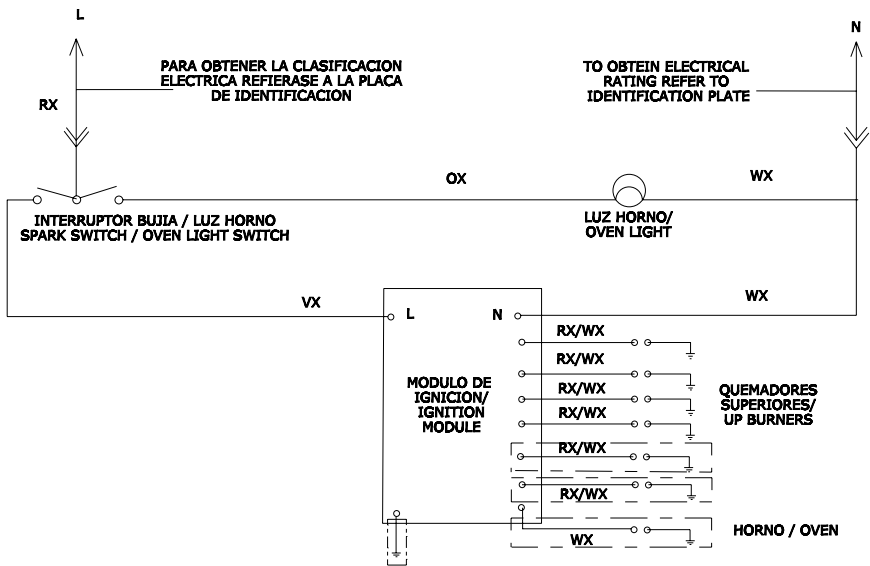 L
N
PARA OBTENER LA CLASIFICACION
ELECTRICA REFIERASE A LA PLACA
DE IDENTIFICACION
TO OBTEIN ELECTRICAL
RATING REFER TO
IDENTIFICATION PLATE
RX
OX
WX
INTERRUPTOR BUJIA / LUZ HORNO
SPARK SWITCH / OVEN LIGHT SWITCH
LUZ HORNO/
OVEN LIGHT
VX
WX
L
N
RX/WX
RX/WX
RX/WX
RX/WX
RX/WX
RX/WX
WX
MODULO DE
IGNICION/
IGNITION
MODULE
QUEMADORES
SUPERIORES/
UP BURNERS
HORNO / OVEN